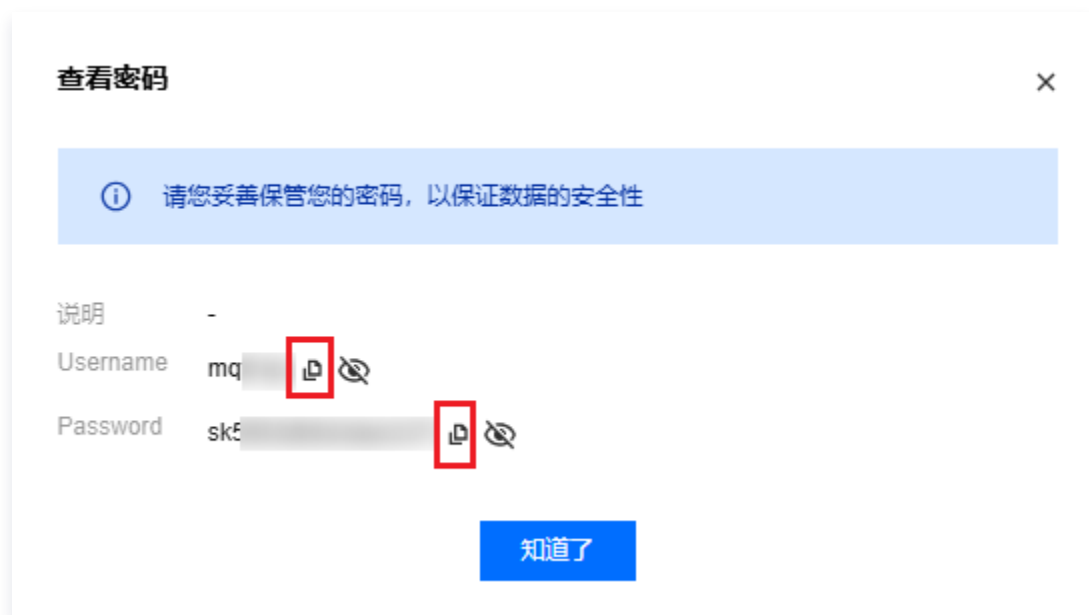 查看密码
请您妥善保管您的密码，以保证数据的安全性
说明 -
Username mq
Password sk5
知道了